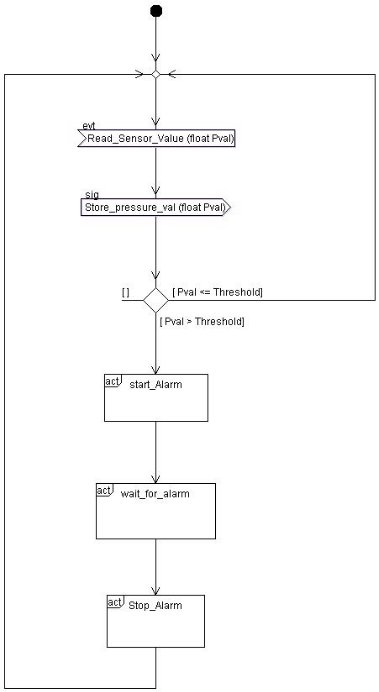 evt
Read_Sensor_Value (float Pval)
sig
Store_pressure_val (float Pval)
[ ]
[ Pval <= Threshold]
[ Pval > Threshold]
act
start_Alarm
act
wait_for_alarm
act
Stop_Alarm